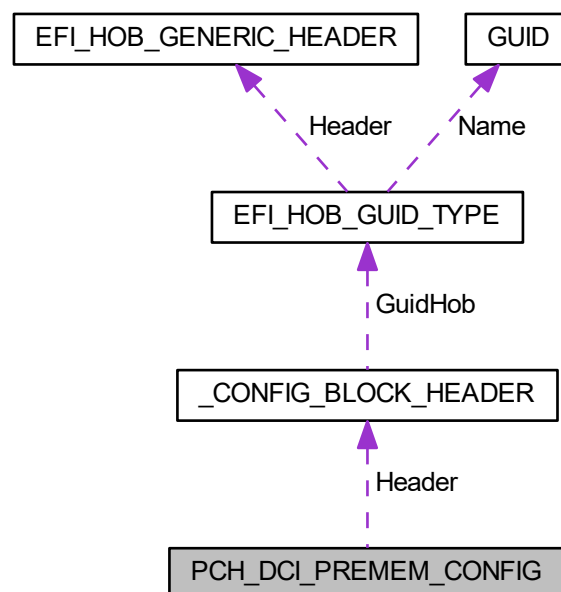 EFI_HOB_GENERIC_HEADER
GUID
Header
Name
EFI_HOB_GUID_TYPE
GuidHob
_CONFIG_BLOCK_HEADER
Header
PCH_DCI_PREMEM_CONFIG